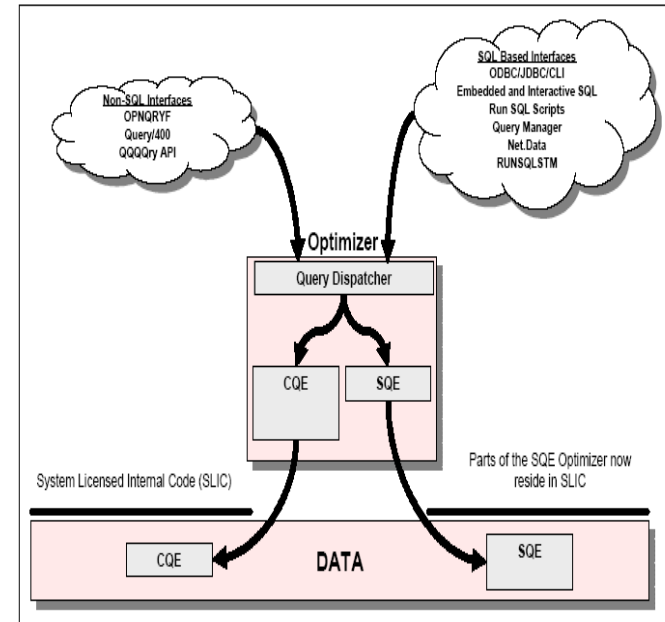 Non-SQL Interfaces
OPNQRYF
Query/400
QQQQry API
SQL Based Interfaces
ODBC/JDBC/CLI
Embedded and Interactive SQL
Run SQL Scripts
Query Manager
Net.Data
RUNSQLSTM
Optimizer
Query Dispatcher
CQE
SQE
System Licensed Internal Code (SLIC)
Parts of the SQE Optimizer now
reside in SLIC
CQE
DATA
SQE